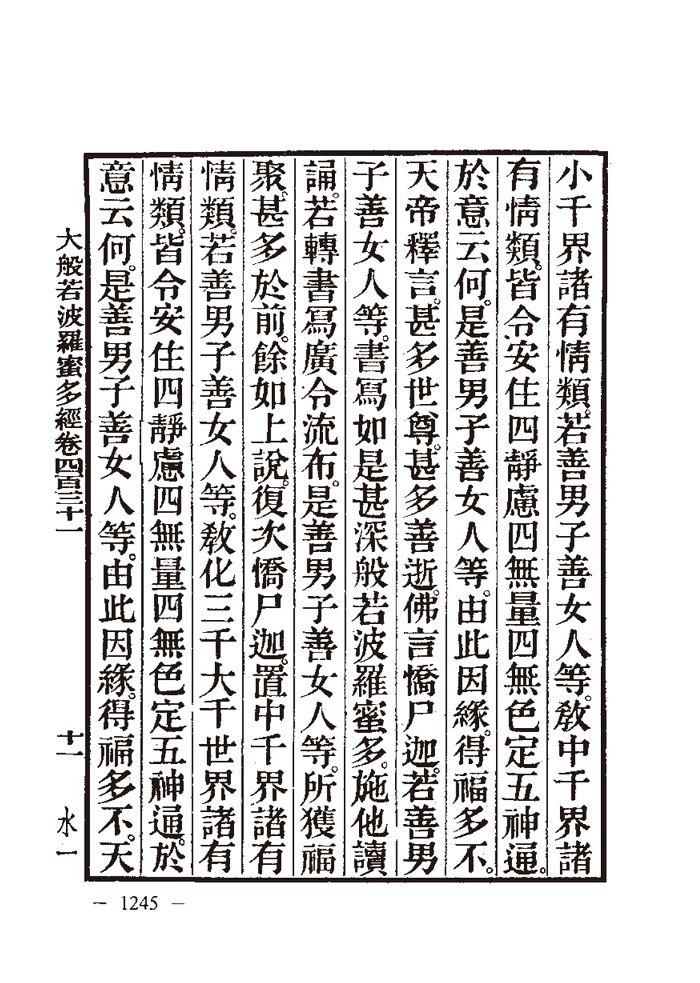 小千界諸有情類。若善男子善女人等。敎中千界諸
有情類。皆令安住四靜慮四無量四無色定五神通。
於意云何。是善男子善女人等。由此因緣。得福多不。
天帝釋言。甚多世尊。甚多善逝。佛言憍尸迦。若善男
子善女人等。書寫如是甚深般若波羅蜜多。施他讀
誦。若轉書寫廣令流布。是善男子善女人等。所獲福
聚。甚多於前。餘如上說。復次憍尸迦。置中千界諸有
情類。若善男子善女人等。敎化三千大千世界諸有
情類。皆令安住四靜慮四無量四無色定五神通。於
意云何。是善男子善女人等。由此因緣。得福多不。天
大般若波羅蜜多經卷四百三十一
十一
水一
— 1245 —